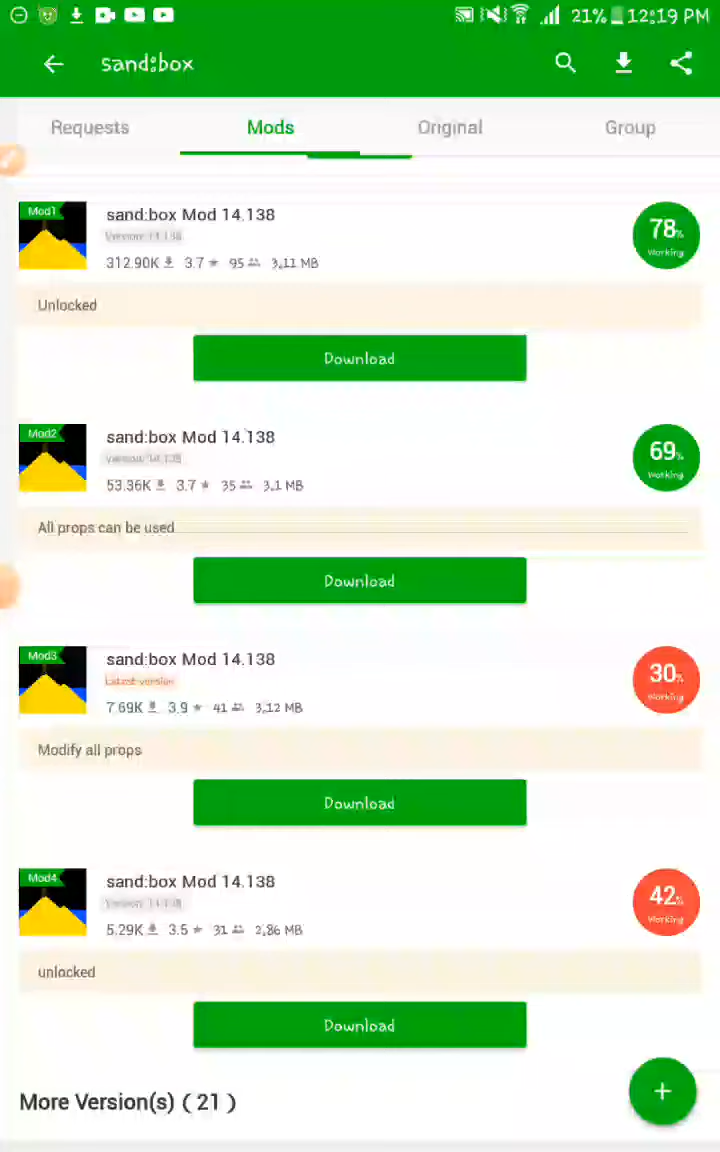 21% 12:19 PM
sand:box
Requests Mods Original Group
Mod1
sand:box Mod 14.138
Version: 14.138
312.90K 3.7 95 3.11 MB
78%
Working
Unlocked
Download
Mod2
sand:box Mod 14.138
Version: 14.138
53.36K 3.7 35 3.1 MB
69%
Working
All props can be used
Download
Mod3
sand:box Mod 14.138
Latest version
7.69K 3.9 41 3.12 MB
30%
Working
Modify all props
Download
Mod4
sand:box Mod 14.138
Version: 14.138
5.29K 3.5 31 2.86 MB
42%
Working
unlocked
Download
More Version(s) ( 21 )